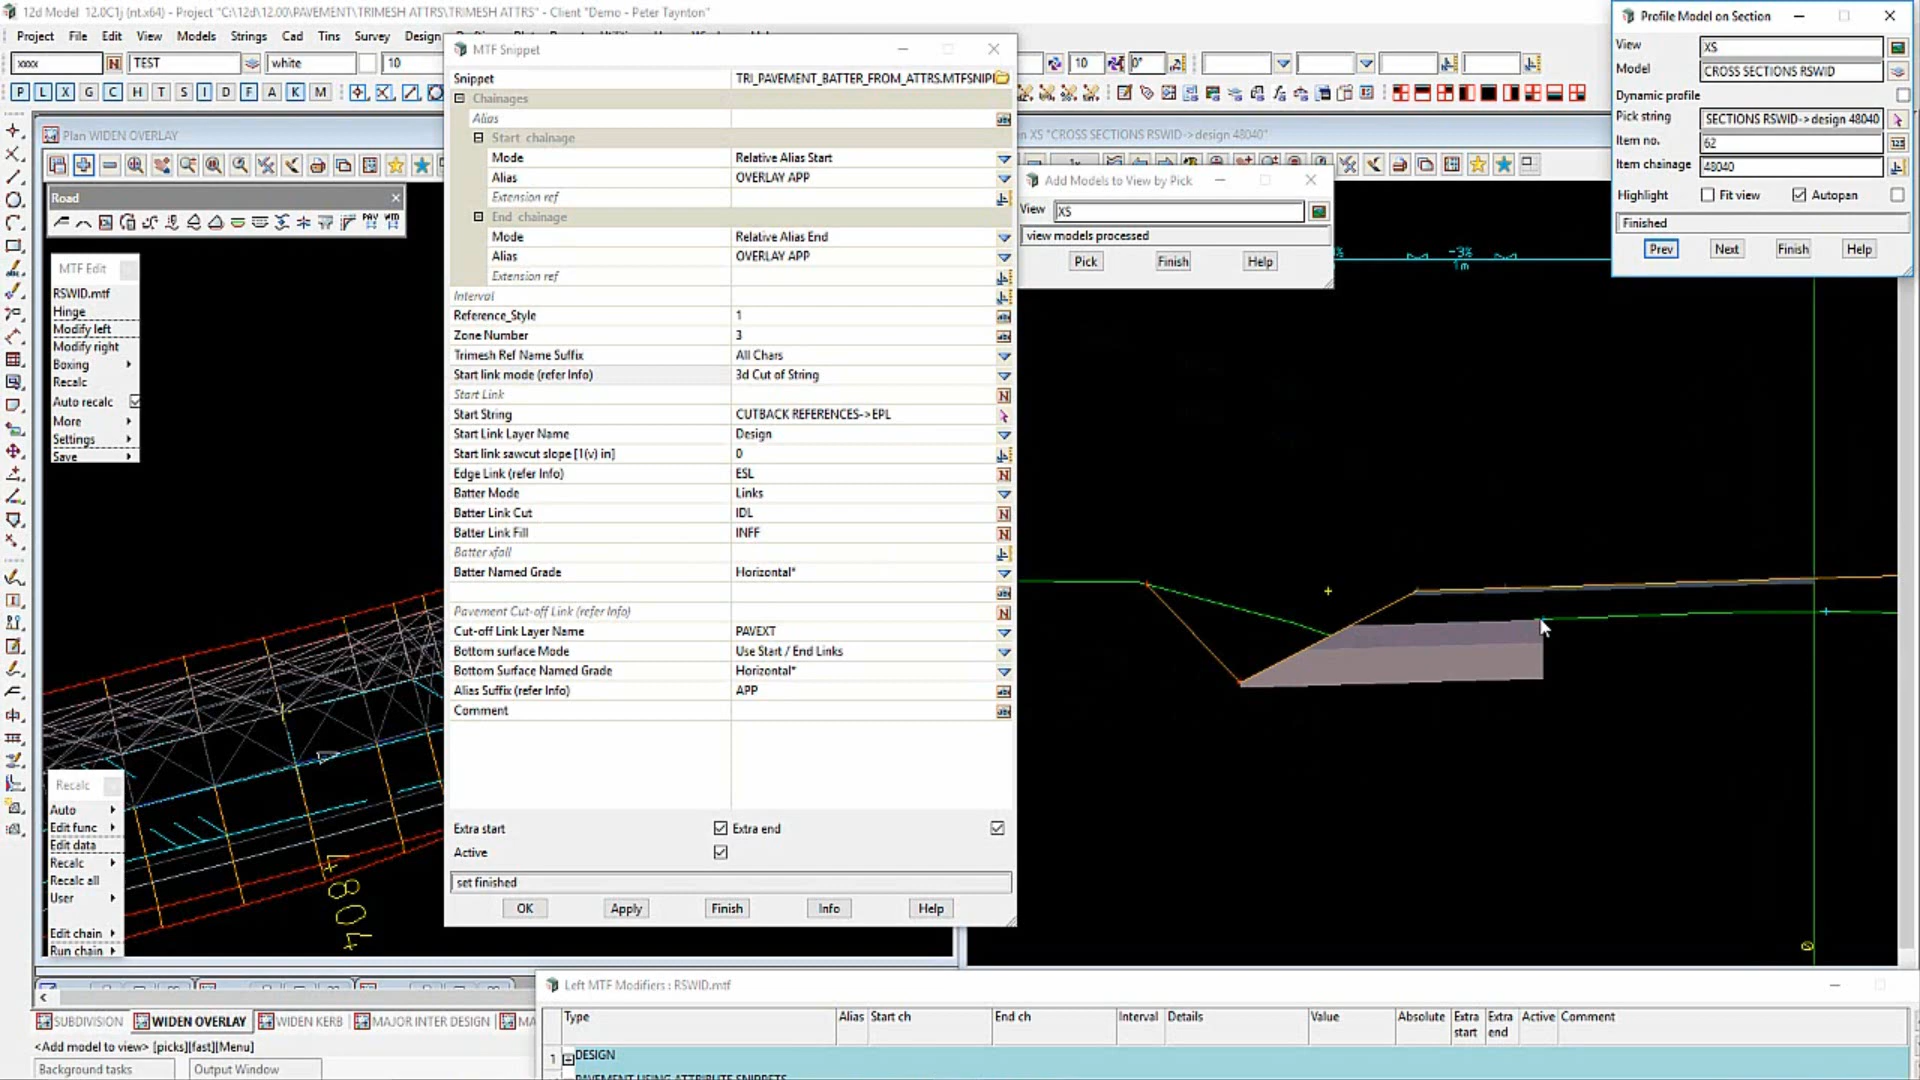 12d Model 12.0C1j (nt.x64) - Project "C:\12d\12.00\PAVEMENT\TRIMESH ATTRS\TRIMESH ATTRS" - Client "Demo - Peter Taynton"
Project File Edit View Models Strings Cad Tins Survey Design
xxxx TEST white 10 10 0°
P L X G C H T S I D F A K M
Plan WIDEN OVERLAY
Road
PAV WID
MTF Edit
RSWID.mtf
Hinge
Modify left
Modify right
Boxing
Recalc
Auto recalc
More
Settings
Save
Recalc
Auto
Edit func
Edit data
Recalc
Recalc all
User
Edit chain
Run chain
4804
MTF Snippet
Snippet TRI_PAVEMENT_BATTER_FROM_ATTRS.MTFSNIPI
Chainages
Alias
Start chainage
Mode Relative Alias Start
Alias OVERLAY APP
Extension ref
End chainage
Mode Relative Alias End
Alias OVERLAY APP
Extension ref
Interval
Reference_Style 1
Zone Number 3
Trimesh Ref Name Suffix All Chars
Start link mode (refer Info) 3d Cut of String
Start Link
Start String CUTBACK REFERENCES->EPL
Start Link Layer Name Design
Start link sawcut slope [1(v) in] 0
Edge Link (refer Info) ESL
Batter Mode Links
Batter Link Cut IDL
Batter Link Fill INFF
Batter xfall
Batter Named Grade Horizontal*
Pavement Cut-off Link (refer Info)
Cut-off Link Layer Name PAVEXT
Bottom surface Mode Use Start / End Links
Bottom Surface Named Grade Horizontal*
Alias Suffix (refer Info) APP
Comment
Extra start Extra end
Active
set finished
OK Apply Finish Info Help
XS "CROSS SECTIONS RSWID->design 48040"
Add Models to View by Pick
View XS
view models processed
Pick Finish Help
-3%
1m
0
Profile Model on Section
View XS
Model CROSS SECTIONS RSWID
Dynamic profile
Pick string SECTIONS RSWID->design 48040
Item no. 62
Item chainage 48040
Highlight Fit view Autopan
Finished
Prev Next Finish Help
Left MTF Modifiers : RSWID.mtf
Type Alias Start ch End ch Interval Details Value Absolute Extra start Extra end Active Comment
1 DESIGN
PAVEMENT USING ATTRIBUTE SNIPPETS
SUBDIVISION WIDEN OVERLAY WIDEN KERB MAJOR INTER DESIGN MA
<Add model to view> [picks][fast][Menu]
Background tasks Output Window